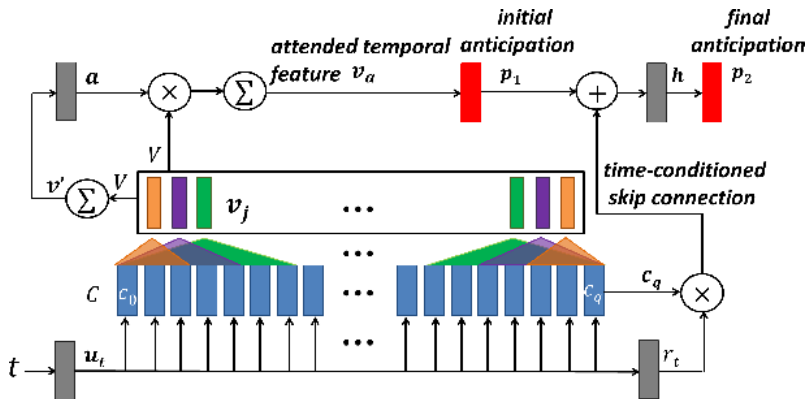 initial
anticipation
final
anticipation
attended temporal
feature v_a
p_1
p_2
a
×
Σ
+
h
V
v'
Σ
V
v_j
...
time-conditioned
skip connection
...
C
c_0
...
c_q
c_q
×
...
t
u_t
r_t